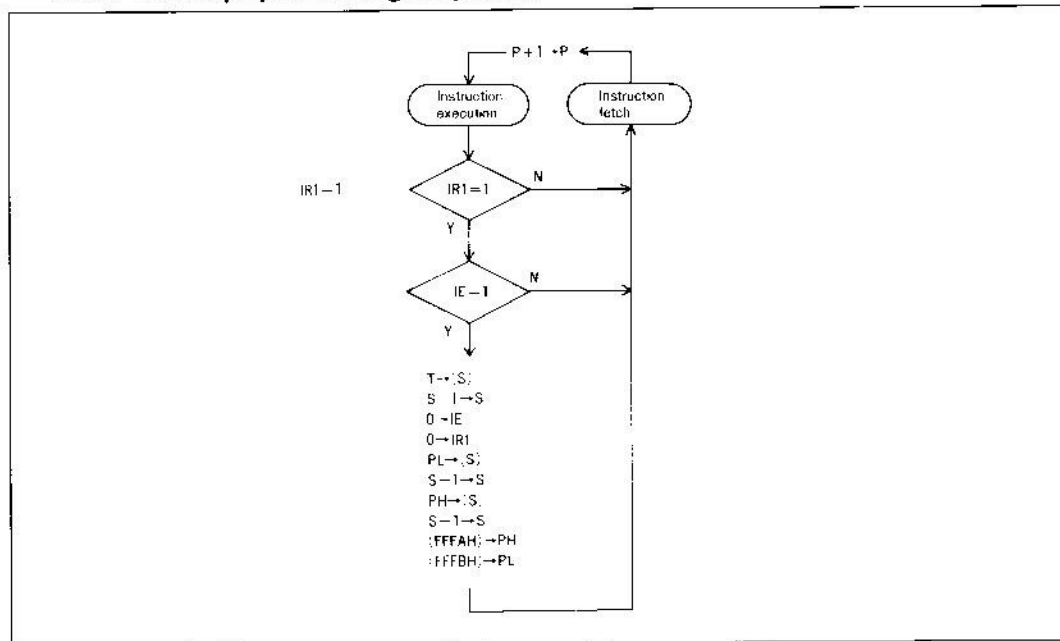 P+1→P
Instruction
execution
Instruction
fetch
IR1–1
IR1=1
N
Y
IE–1
N
Y
T→(S)
S–1→S
0→IE
0→IR1
PL→(S)
S–1→S
PH→(S)
S–1→S
(FFFAH)→PH
(FFFBH)→PL